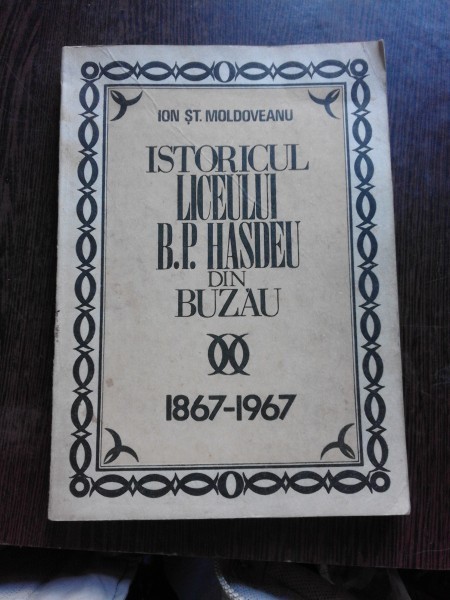 ION ȘT. MOLDOVEANU
ISTORICUL
LICEULUI
B.P. HASDEU
DIN
BUZĂU
1867-1967